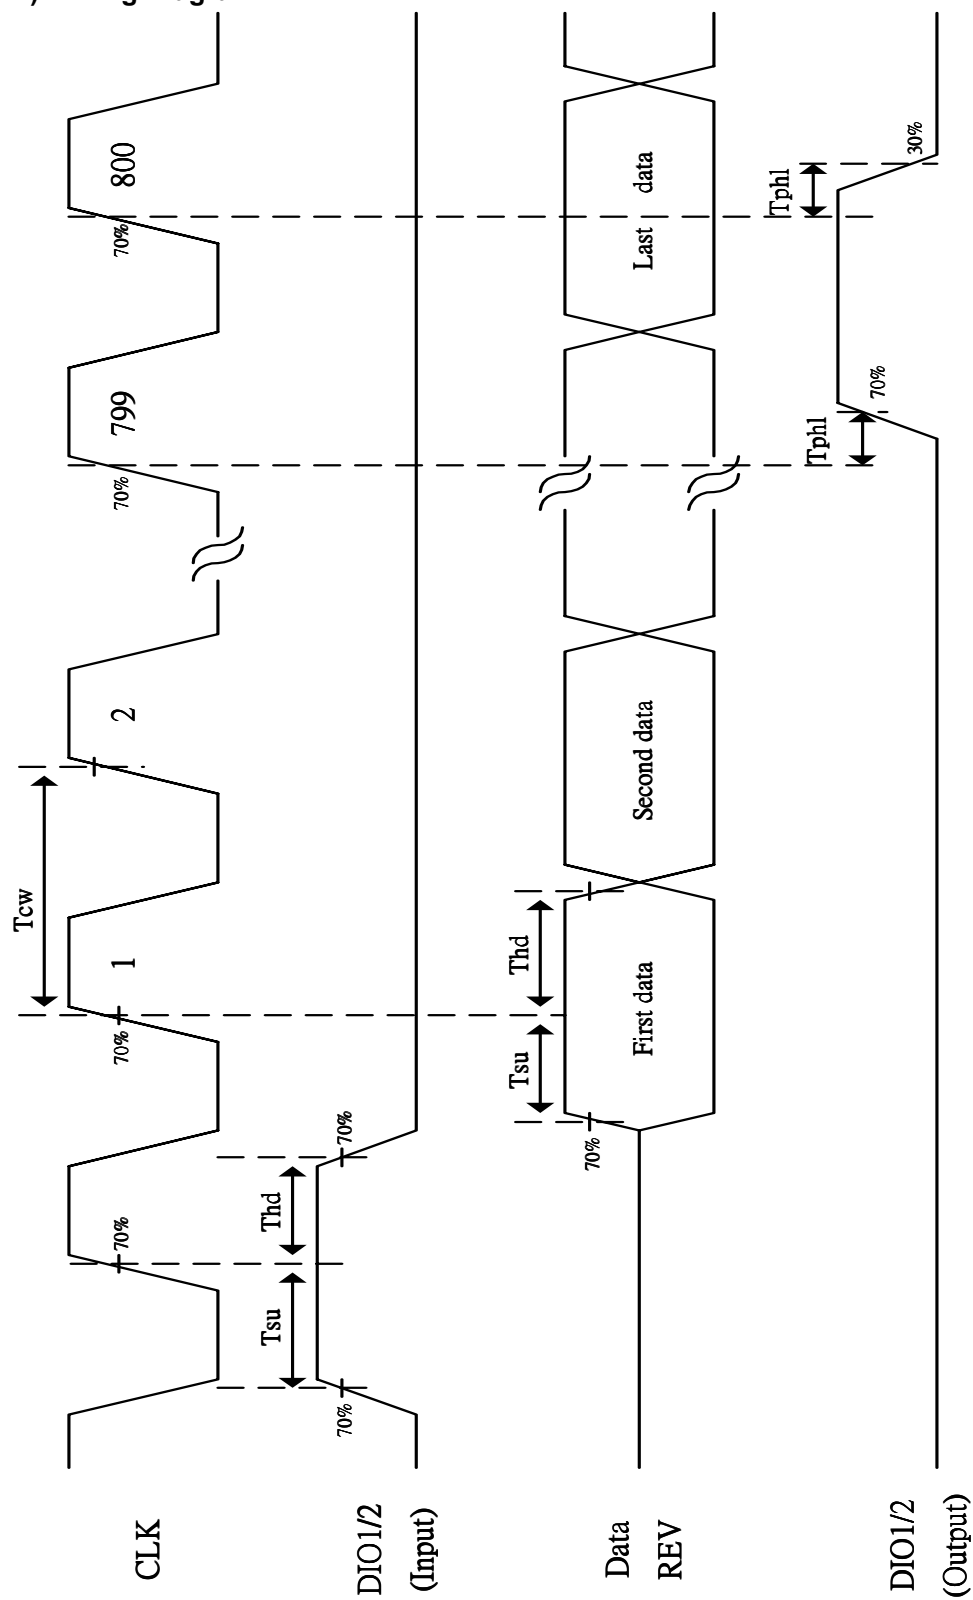 CLK
70%
1
Tcw
2
70%
799
70%
800
70%
DIO1/2
(Input)
70%
Tsu
Thd
70%
Data
REV
70%
Tsu
Thd
First data
Second data
Last data
DIO1/2
(Output)
Tphl
70%
Tphl
30%